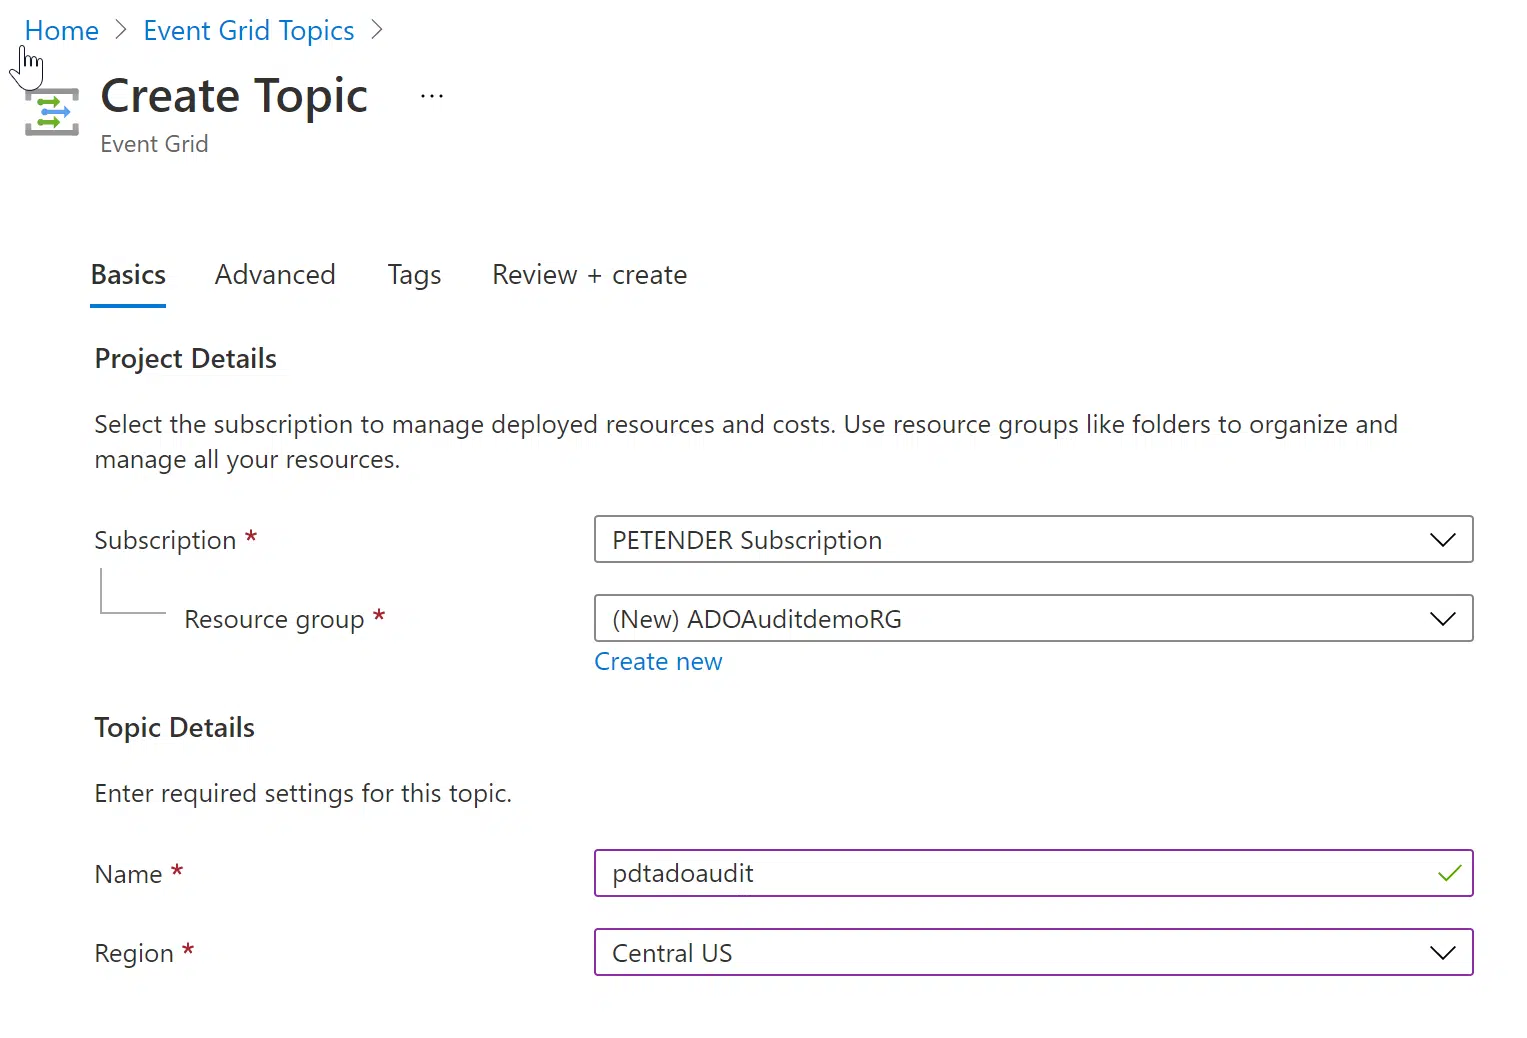 Home > Event Grid Topics >
Create Topic ...
Event Grid
Basics Advanced Tags Review + create
Project Details
Select the subscription to manage deployed resources and costs. Use resource groups like folders to organize and
manage all your resources.
Subscription * PETENDER Subscription
Resource group * (New) ADOAuditdemoRG
Create new
Topic Details
Enter required settings for this topic.
Name * pdtadoaudit
Region * Central US